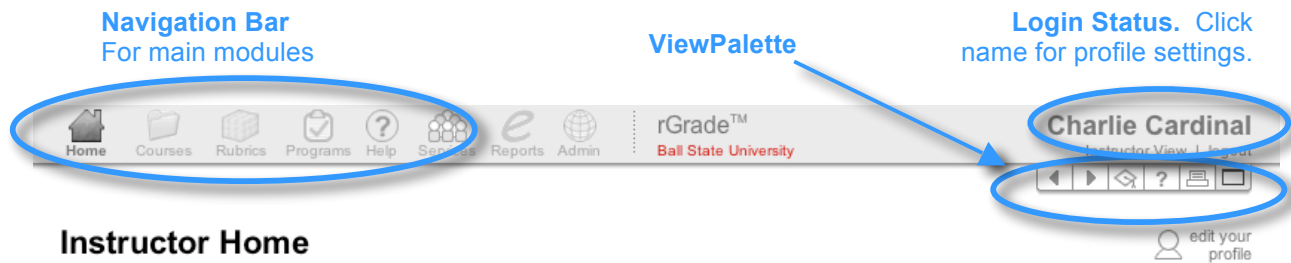 Navigation Bar
For main modules
ViewPalette
Login Status. Click
name for profile settings.
Home Courses Rubrics Programs Help Services Reports Admin
rGrade™
Ball State University
Charlie Cardinal
Instructor View | logout
Instructor Home
edit your
profile